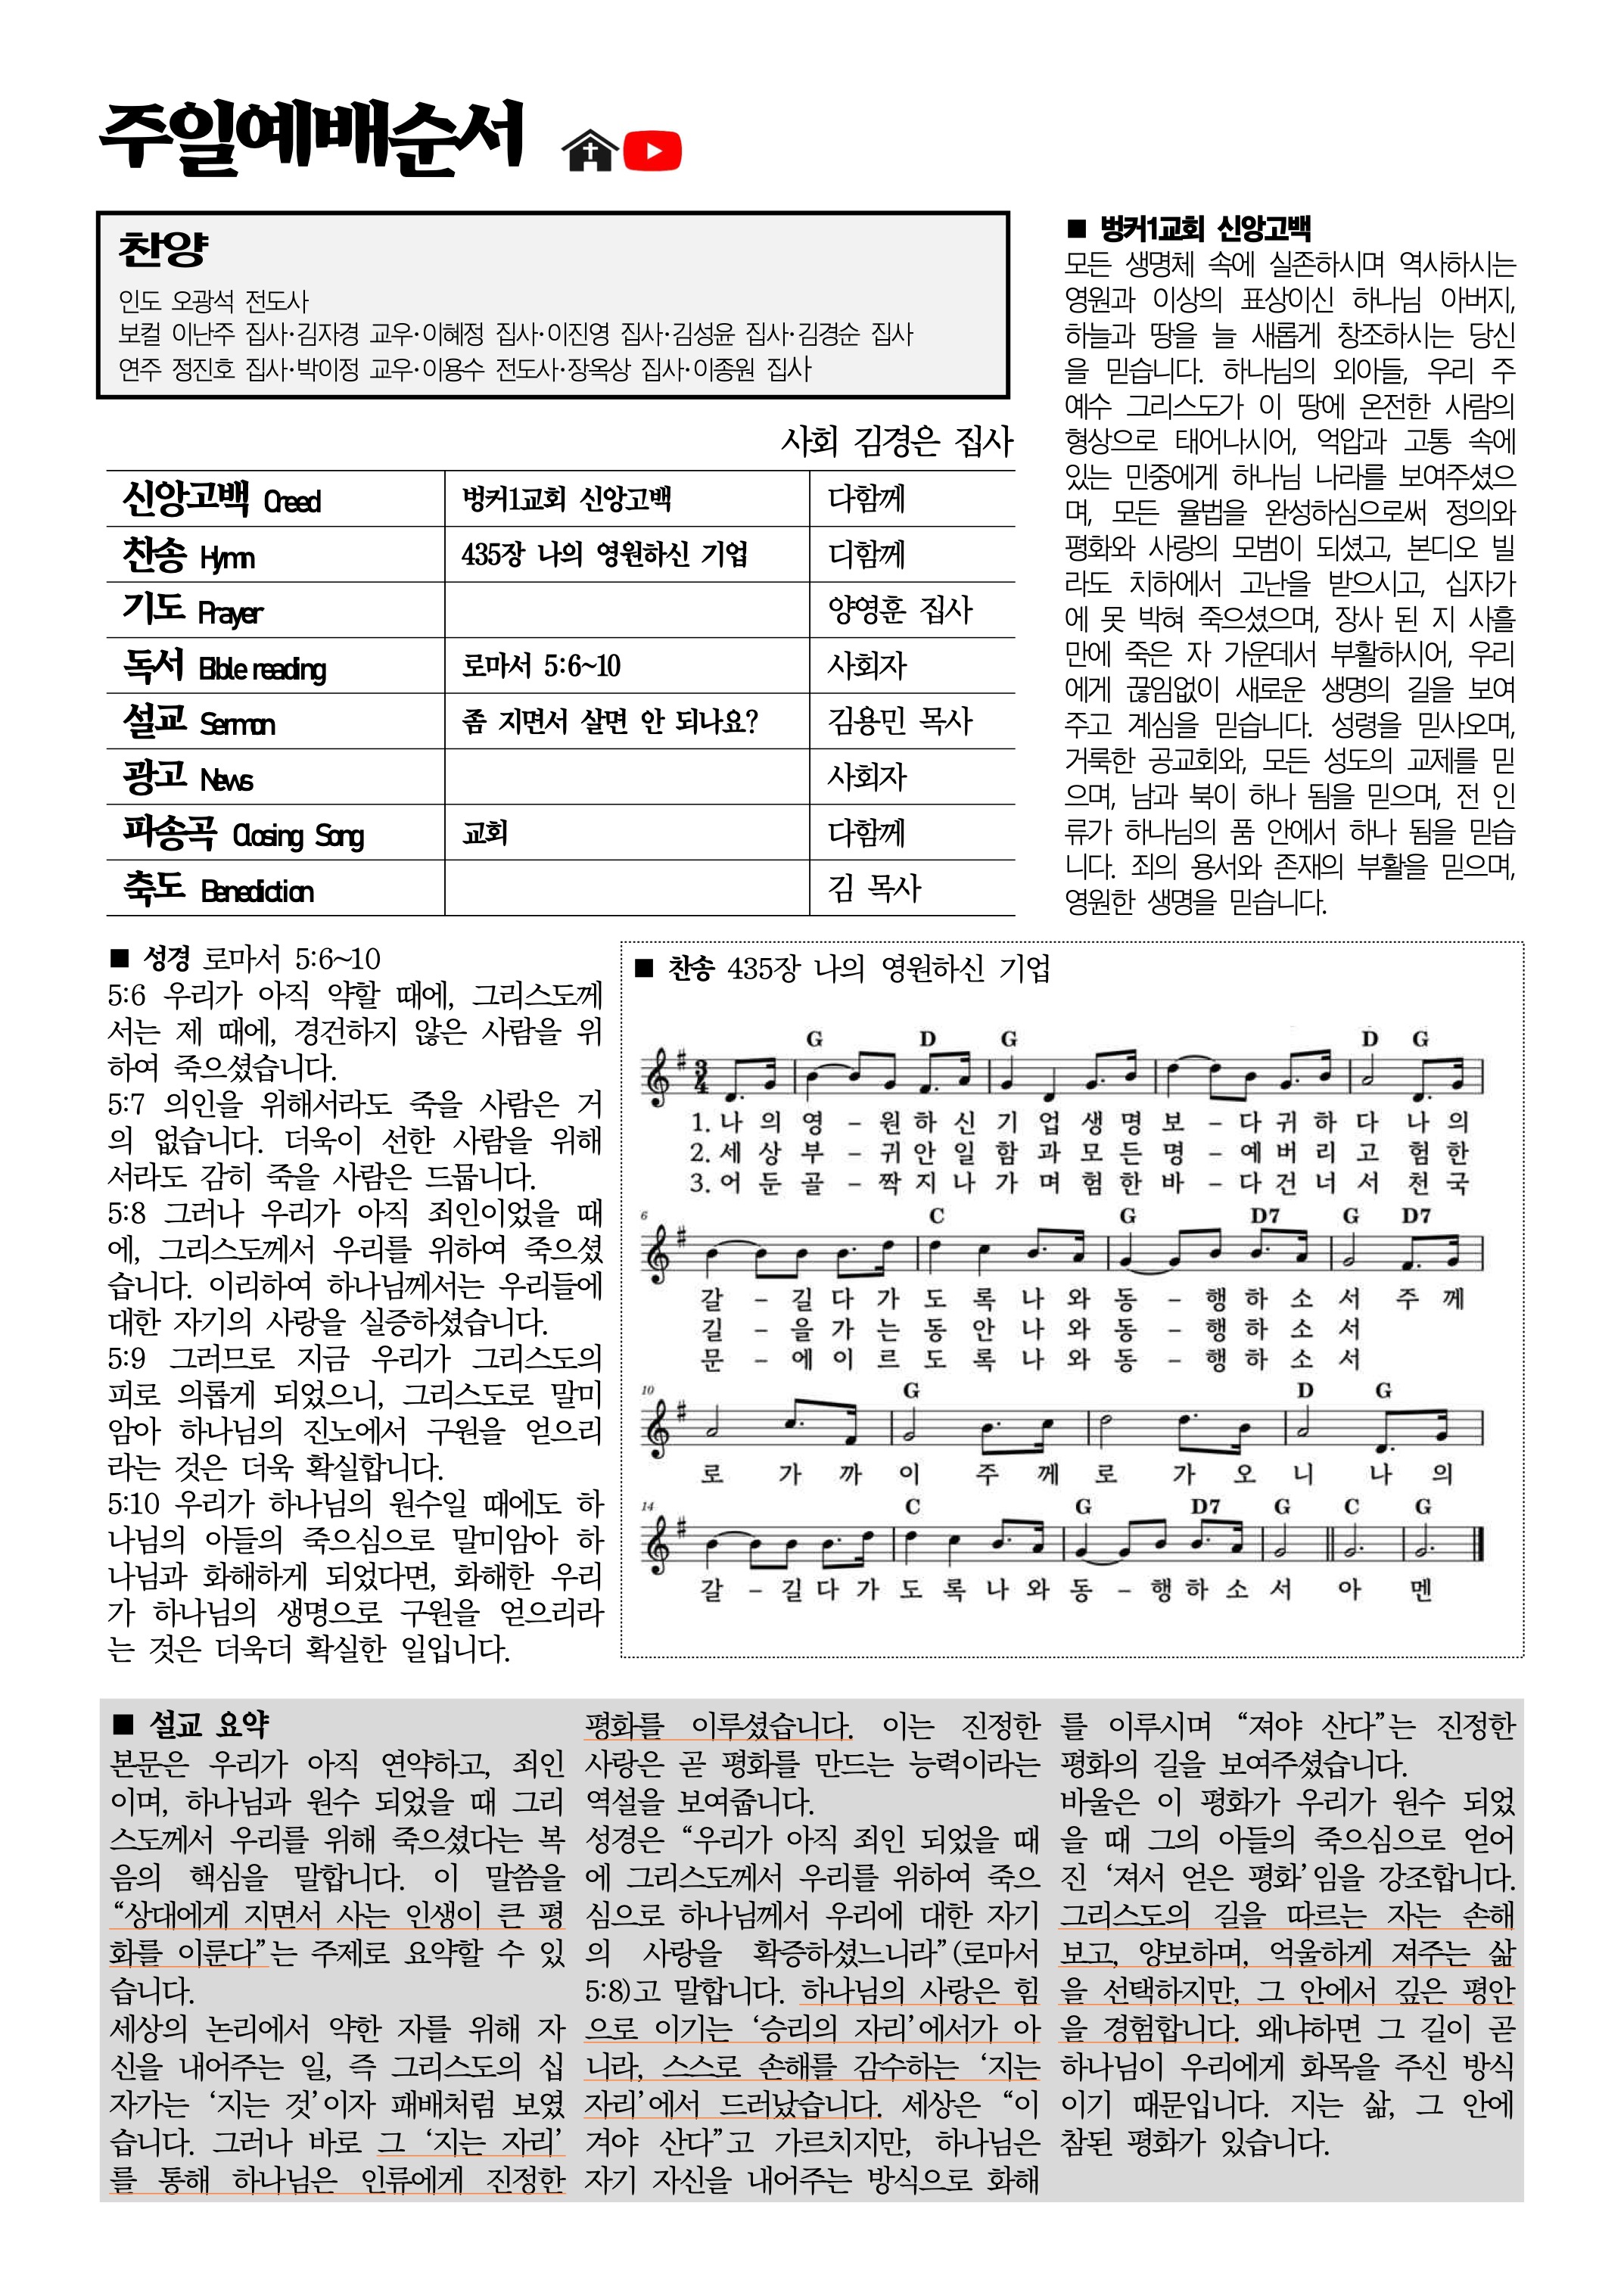 주일예배순서
찬양
인도 오광석 전도사
보컬 이난주 집사·김자경 교우·이혜정 집사·이진영 집사·김성윤 집사·김경순 집사
연주 정진호 집사·박이정 교우·이용수 전도사·장옥상 집사·이종원 집사
사회 김경은 집사
신앙고백 Creed 벙커1교회 신앙고백 다함께
찬송 Hymn 435장 나의 영원하신 기업 디함께
기도 Prayer 양영훈 집사
독서 Bible reading 로마서 5:6~10 사회자
설교 Sermon 좀 지면서 살면 안 되나요? 김용민 목사
광고 News 사회자
파송곡 Closing Song 교회 다함께
축도 Benediction 김 목사
■ 벙커1교회 신앙고백
모든 생명체 속에 실존하시며 역사하시는
영원과 이상의 표상이신 하나님 아버지,
하늘과 땅을 늘 새롭게 창조하시는 당신
을 믿습니다. 하나님의 외아들, 우리 주
예수 그리스도가 이 땅에 온전한 사람의
형상으로 태어나시어, 억압과 고통 속에
있는 민중에게 하나님 나라를 보여주셨으
며, 모든 율법을 완성하심으로써 정의와
평화와 사랑의 모범이 되셨고, 본디오 빌
라도 치하에서 고난을 받으시고, 십자가
에 못 박혀 죽으셨으며, 장사 된 지 사흘
만에 죽은 자 가운데서 부활하시어, 우리
에게 끊임없이 새로운 생명의 길을 보여
주고 계심을 믿습니다. 성령을 믿사오며,
거룩한 공교회와, 모든 성도의 교제를 믿
으며, 남과 북이 하나 됨을 믿으며, 전 인
류가 하나님의 품 안에서 하나 됨을 믿습
니다. 죄의 용서와 존재의 부활을 믿으며,
영원한 생명을 믿습니다.
■ 성경 로마서 5:6~10
5:6 우리가 아직 약할 때에, 그리스도께
서는 제 때에, 경건하지 않은 사람을 위
하여 죽으셨습니다.
5:7 의인을 위해서라도 죽을 사람은 거
의 없습니다. 더욱이 선한 사람을 위해
서라도 감히 죽을 사람은 드뭅니다.
5:8 그러나 우리가 아직 죄인이었을 때
에, 그리스도께서 우리를 위하여 죽으셨
습니다. 이리하여 하나님께서는 우리들에
대한 자기의 사랑을 실증하셨습니다.
5:9 그러므로 지금 우리가 그리스도의
피로 의롭게 되었으니, 그리스도로 말미
암아 하나님의 진노에서 구원을 얻으리
라는 것은 더욱 확실합니다.
5:10 우리가 하나님의 원수일 때에도 하
나님의 아들의 죽으심으로 말미암아 하
나님과 화해하게 되었다면, 화해한 우리
가 하나님의 생명으로 구원을 얻으리라
는 것은 더욱더 확실한 일입니다.
■ 찬송 435장 나의 영원하신 기업
G D G D G
3
4
1. 나 의 영 – 원 하 신 기 업 생 명 보 – 다 귀 하 다 나 의
2. 세 상 부 – 귀 안 일 함 과 모 든 명 – 예 버 리 고 험 한
3. 어 둔 골 – 짝 지 나 가 며 험 한 바 – 다 건 너 서 천 국
6 C G D7 G D7
갈 – 길 다 가 도 록 나 와 동 – 행 하 소 서 주 께
길 – 을 가 는 동 안 나 와 동 – 행 하 소 서
문 – 에 이 르 도 록 나 와 동 – 행 하 소 서
10 G D G
로 가 까 이 주 께 로 가 오 니 나 의
14 C G D7 G C G
갈 – 길 다 가 도 록 나 와 동 – 행 하 소 서 아 멘
■ 설교 요약
본문은 우리가 아직 연약하고, 죄인
이며, 하나님과 원수 되었을 때 그리
스도께서 우리를 위해 죽으셨다는 복
음의 핵심을 말합니다. 이 말씀을
“상대에게 지면서 사는 인생이 큰 평
화를 이룬다”는 주제로 요약할 수 있
습니다.
세상의 논리에서 약한 자를 위해 자
신을 내어주는 일, 즉 그리스도의 십
자가는 ‘지는 것’이자 패배처럼 보였
습니다. 그러나 바로 그 ‘지는 자리’
를 통해 하나님은 인류에게 진정한
평화를 이루셨습니다. 이는 진정한
사랑은 곧 평화를 만드는 능력이라는
역설을 보여줍니다.
성경은 “우리가 아직 죄인 되었을 때
에 그리스도께서 우리를 위하여 죽으
심으로 하나님께서 우리에 대한 자기
의 사랑을 확증하셨느니라”(로마서
5:8)고 말합니다. 하나님의 사랑은 힘
으로 이기는 ‘승리의 자리’에서가 아
니라, 스스로 손해를 감수하는 ‘지는
자리’에서 드러났습니다. 세상은 “이
겨야 산다”고 가르치지만, 하나님은
자기 자신을 내어주는 방식으로 화해
를 이루시며 “져야 산다”는 진정한
평화의 길을 보여주셨습니다.
바울은 이 평화가 우리가 원수 되었
을 때 그의 아들의 죽으심으로 얻어
진 ‘져서 얻은 평화’임을 강조합니다.
그리스도의 길을 따르는 자는 손해
보고, 양보하며, 억울하게 져주는 삶
을 선택하지만, 그 안에서 깊은 평안
을 경험합니다. 왜냐하면 그 길이 곧
하나님이 우리에게 화목을 주신 방식
이기 때문입니다. 지는 삶, 그 안에
참된 평화가 있습니다.